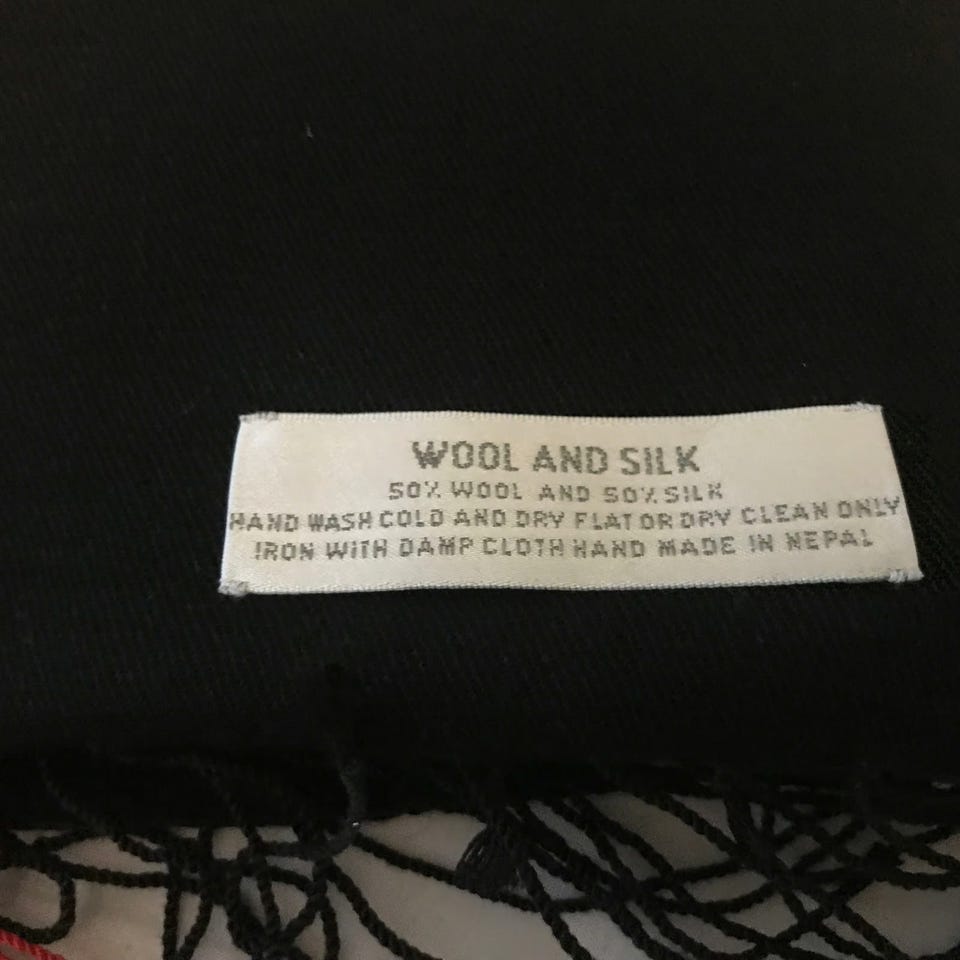 WOOL AND SILK
50% WOOL AND 50% SILK
HAND WASH COLD AND DRY FLAT OR DRY CLEAN ONLY
IRON WITH DAMP CLOTH HAND MADE IN NEPAL